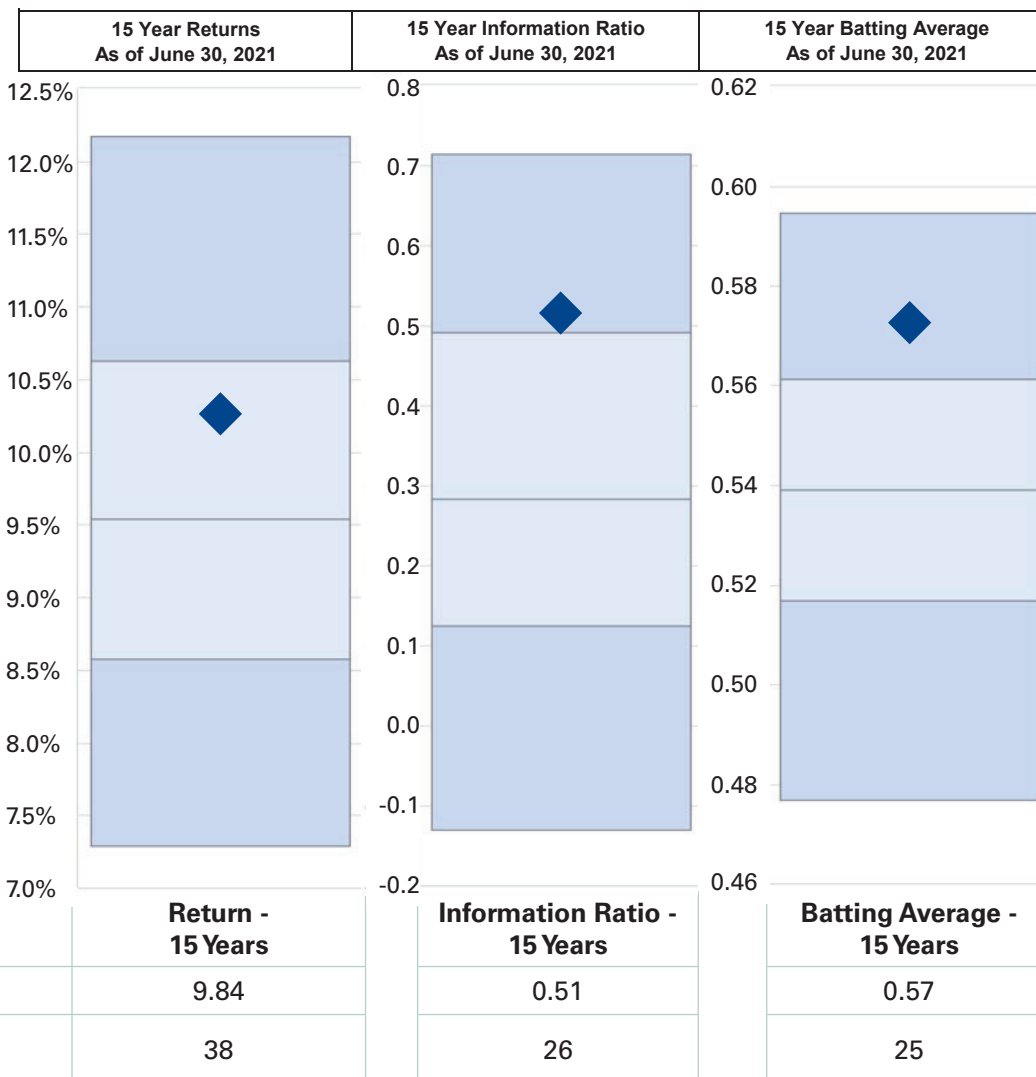 15 Year Returns
As of June 30, 2021
15 Year Information Ratio
As of June 30, 2021
15 Year Batting Average
As of June 30, 2021
12.5%
12.0%
11.5%
11.0%
10.5%
10.0%
9.5%
9.0%
8.5%
8.0%
7.5%
7.0%
0.8
0.7
0.6
0.5
0.4
0.3
0.2
0.1
0.0
-0.1
-0.2
0.62
0.60
0.58
0.56
0.54
0.52
0.50
0.48
0.46
Return -
15 Years
Information Ratio -
15 Years
Batting Average -
15 Years
9.84 0.51 0.57
38 26 25